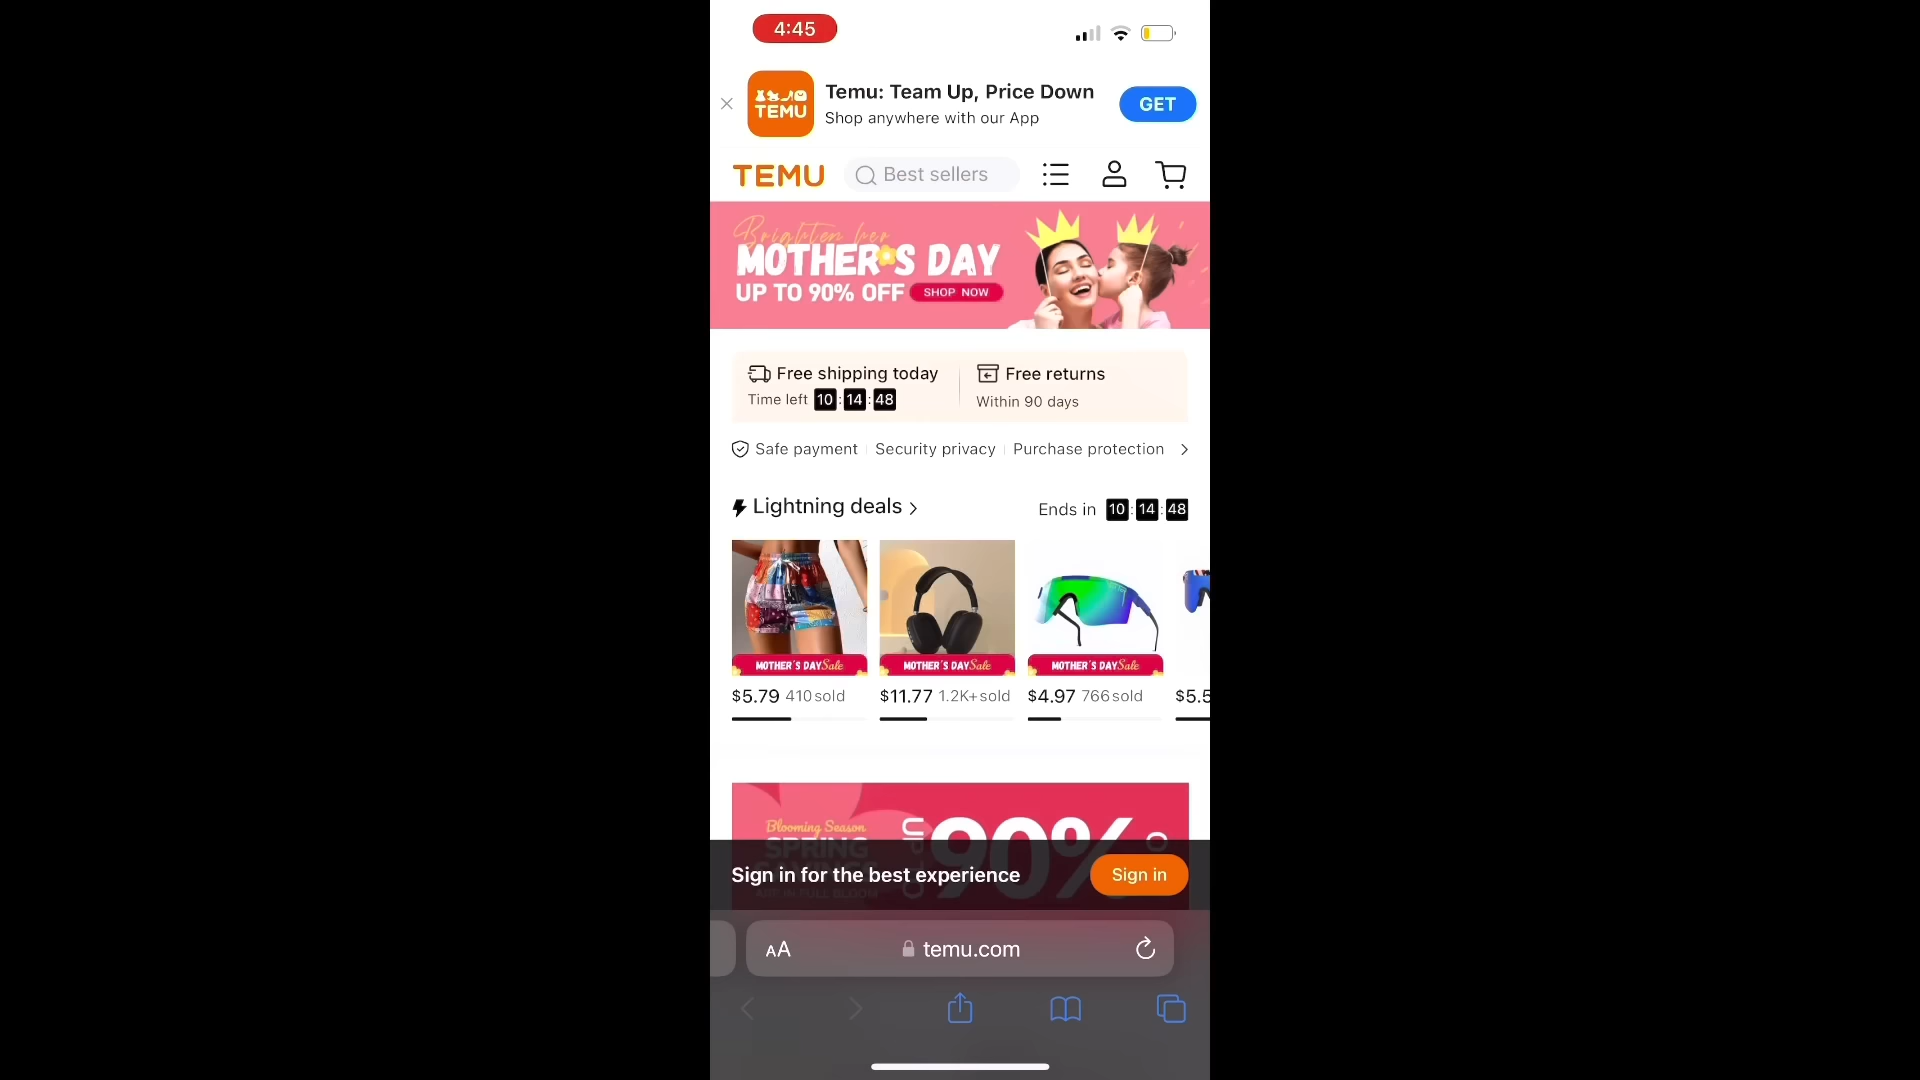 4:45
TEMU
Temu: Team Up, Price Down
Shop anywhere with our App
GET
TEMU
Best sellers
Brighten her
MOTHER'S DAY
UP TO 90% OFF SHOP NOW
Free shipping today
Time left 10:14:48
Free returns
Within 90 days
Safe payment
Security privacy
Purchase protection
Lightning deals
Ends in 10:14:48
MOTHER'S DAY Sale
MOTHER'S DAY Sale
MOTHER'S DAY Sale
$5.79 410 sold
$11.77 1.2K+ sold
$4.97 766 sold
$5.5
Blooming Season
SPRING
90%
Sign in for the best experience
Sign in
AA
temu.com